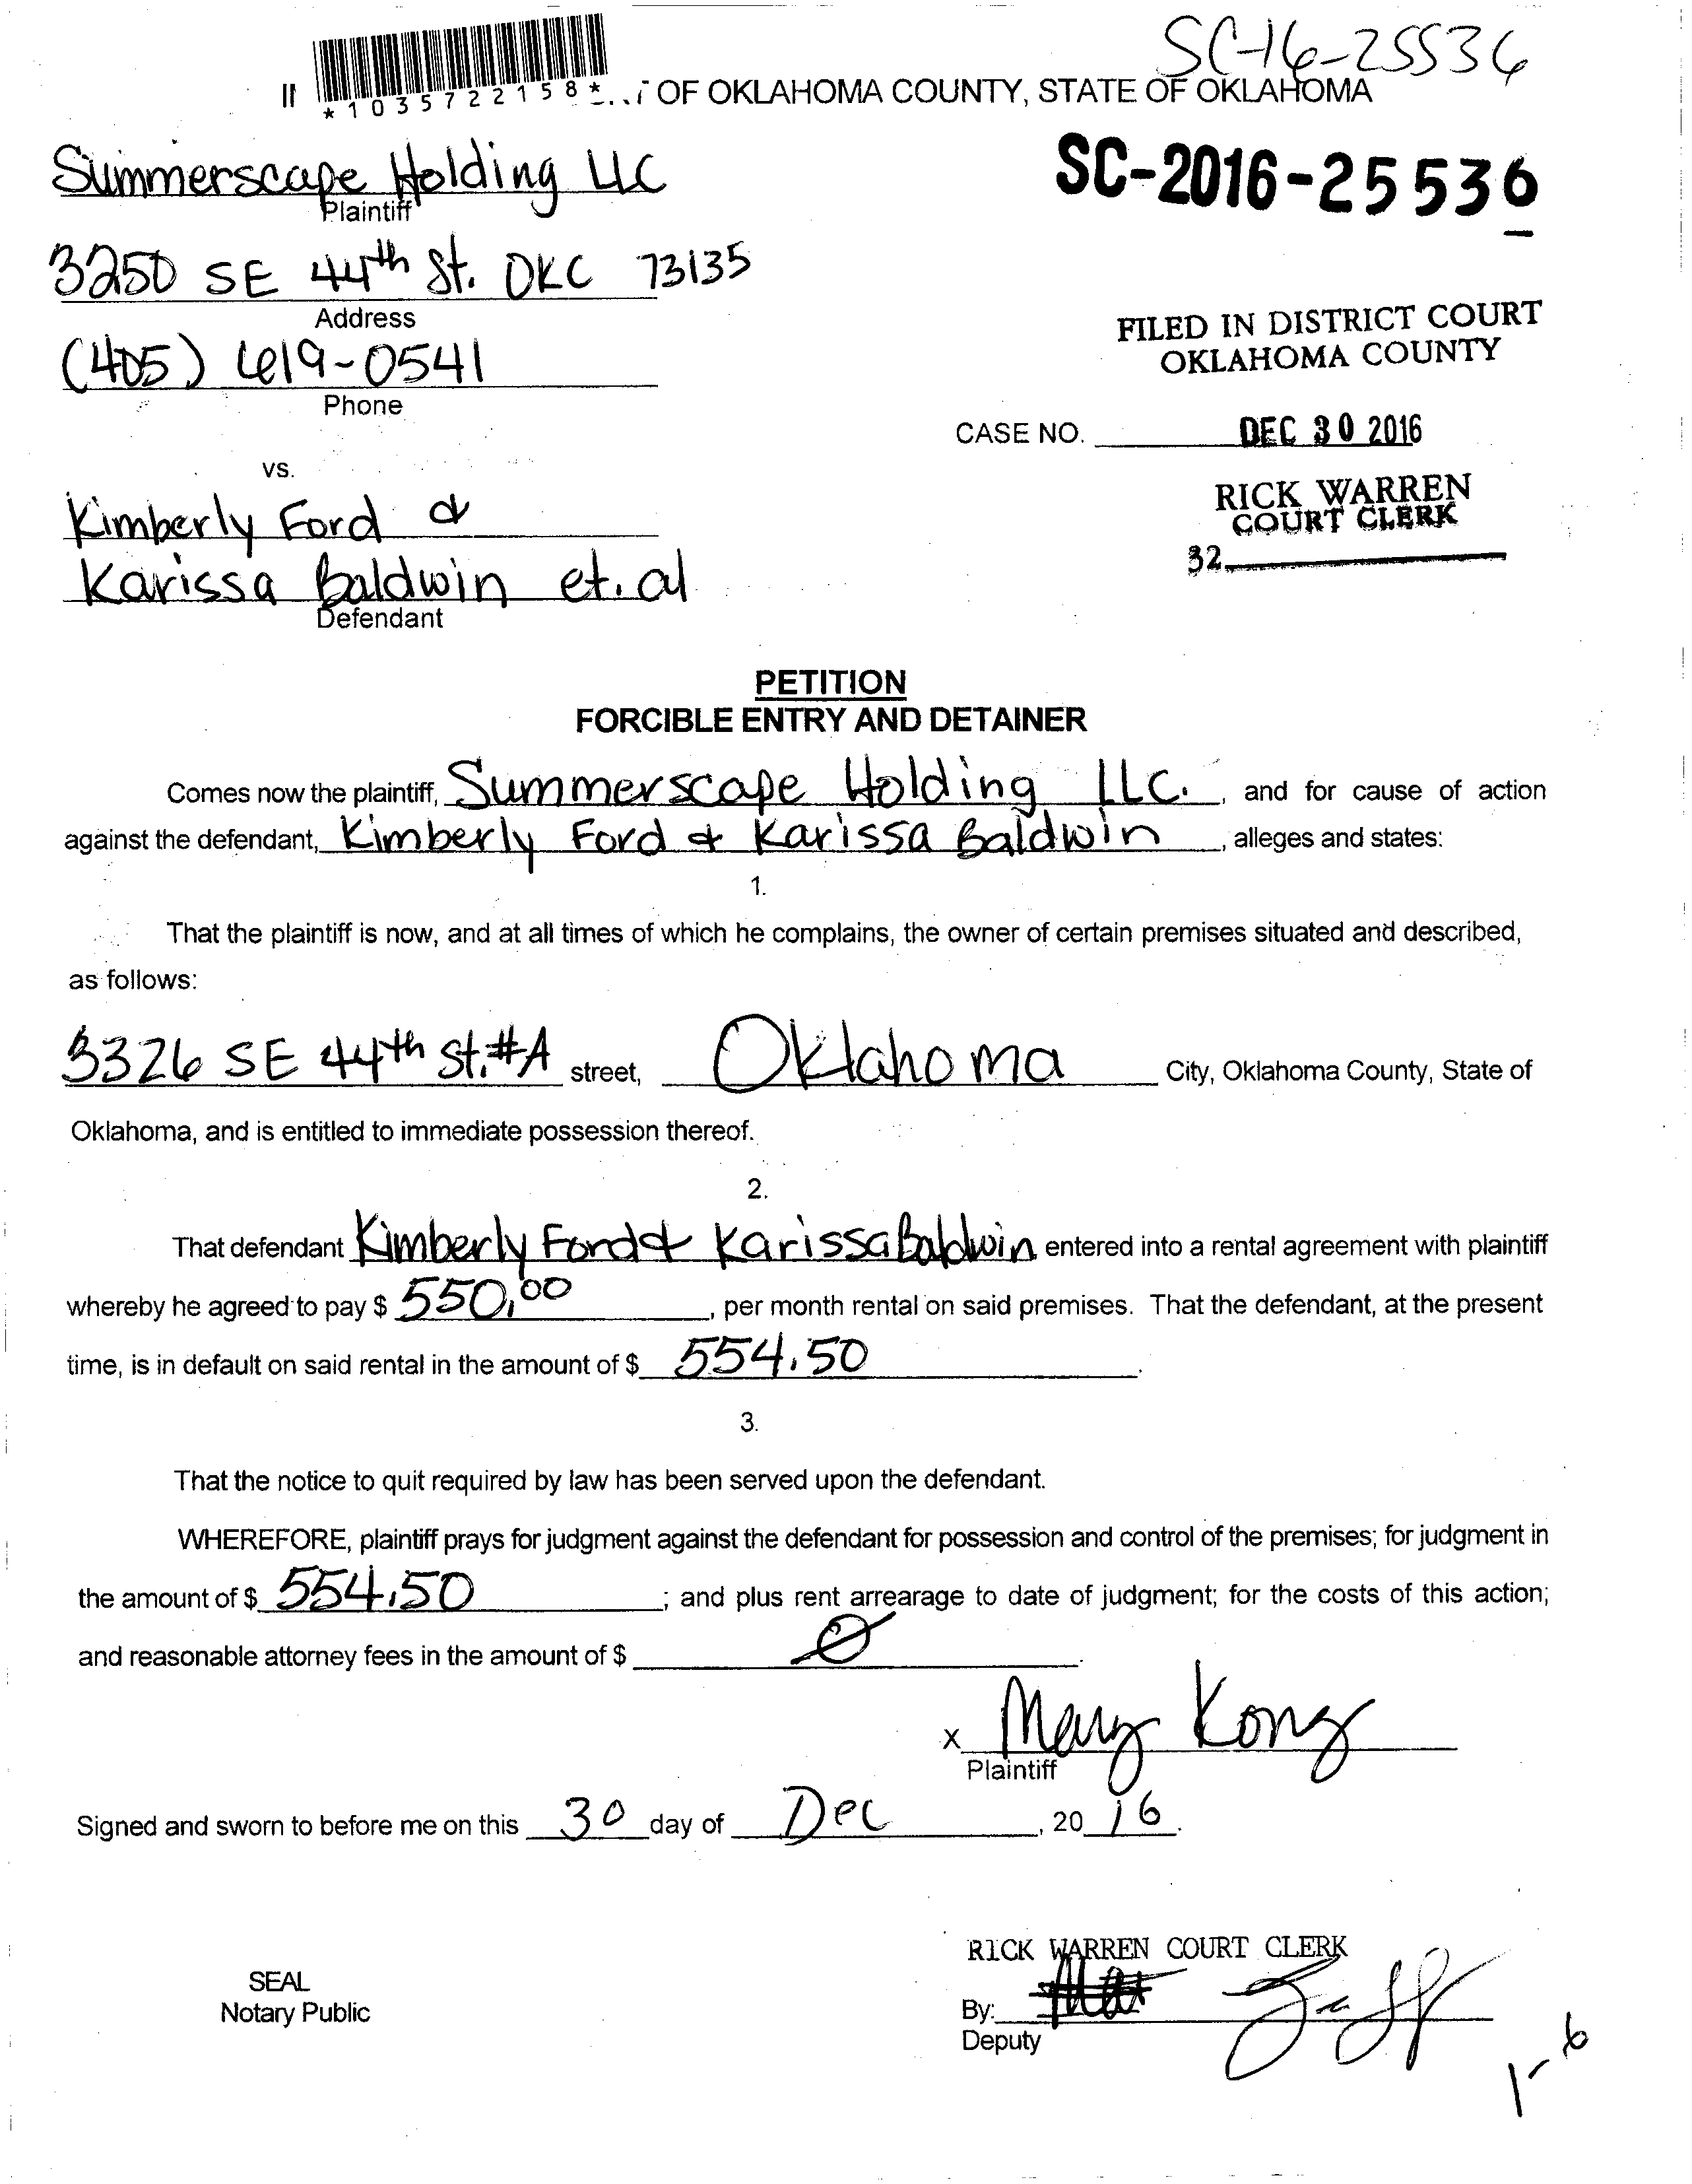 SC-16-25536
*1035722158*
OF OKLAHOMA COUNTY, STATE OF OKLAHOMA
Summerscape Holding LLC
Plaintiff
SC-2016-25536
3250 SE 44th St. OKC 73135
Address
FILED IN DISTRICT COURT
OKLAHOMA COUNTY
(405) 619-0541
Phone
CASE NO. DEC 30 2016
vs.
RICK WARREN
COURT CLERK
32
Kimberly Ford &
Karissa Baldwin et. al
Defendant
PETITION
FORCIBLE ENTRY AND DETAINER
Comes now the plaintiff, Summerscape Holding LLC. , and for cause of action
against the defendant, Kimberly Ford & Karissa Baldwin , alleges and states:
1.
That the plaintiff is now, and at all times of which he complains, the owner of certain premises situated and described,
as follows:
3326 SE 44th St. #A street, Oklahoma City, Oklahoma County, State of
Oklahoma, and is entitled to immediate possession thereof.
2.
That defendant Kimberly Ford & Karissa Baldwin entered into a rental agreement with plaintiff
whereby he agreed to pay $ 550.00 , per month rental on said premises. That the defendant, at the present
time, is in default on said rental in the amount of $ 554.50 .
3.
That the notice to quit required by law has been served upon the defendant.
WHEREFORE, plaintiff prays for judgment against the defendant for possession and control of the premises; for judgment in
the amount of $ 554.50 ; and plus rent arrearage to date of judgment; for the costs of this action;
and reasonable attorney fees in the amount of $ 0 .
x Mary Kong
Plaintiff
Signed and sworn to before me on this 30 day of Dec , 20 16 .
RICK WARREN COURT CLERK
SEAL
Notary Public
By:
Deputy
1-6